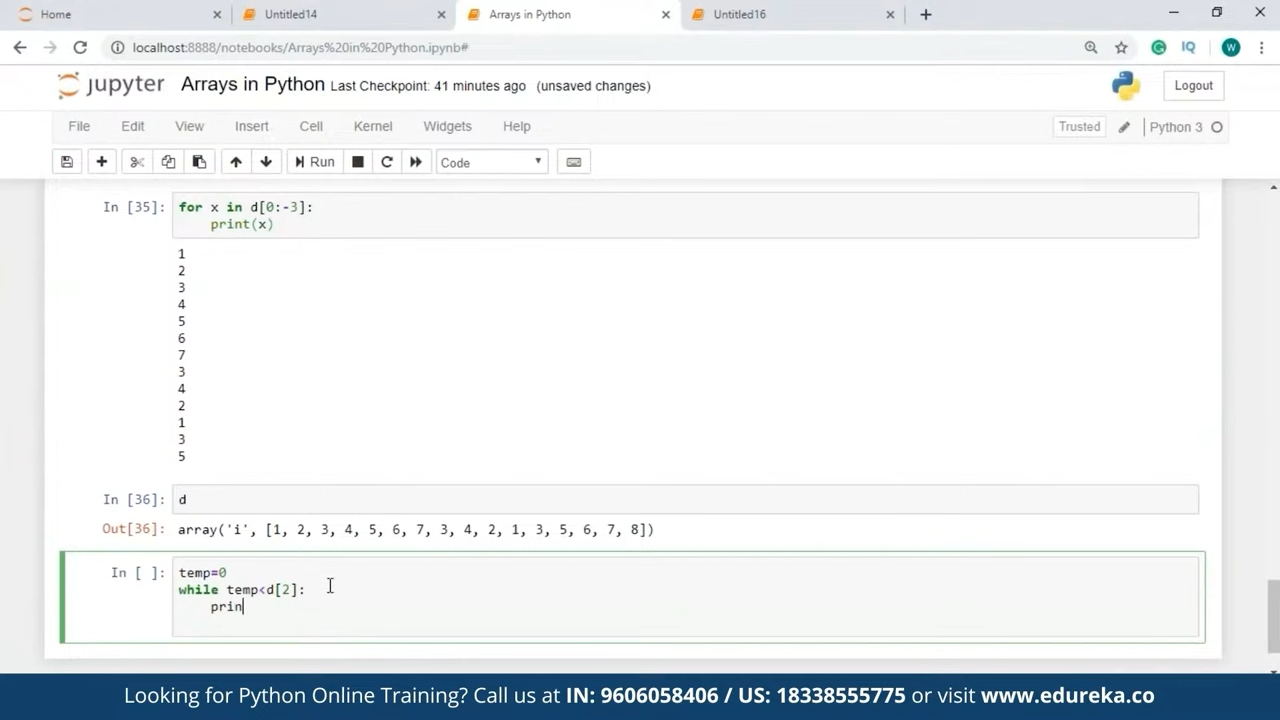 Home
Untitled14
Arrays in Python
Untitled16
localhost:8888/notebooks/Arrays%20in%20Python.ipynb#
IQ
W
jupyter Arrays in Python Last Checkpoint: 41 minutes ago (unsaved changes)
Logout
File Edit View Insert Cell Kernel Widgets Help
Trusted
Python 3
Run
Code
In [35]: for x in d[0:-3]:
print(x)
1
2
3
4
5
6
7
3
4
2
1
3
5
In [36]: d
Out[36]: array('i', [1, 2, 3, 4, 5, 6, 7, 3, 4, 2, 1, 3, 5, 6, 7, 8])
In [ ]: temp=0
while temp<d[2]:
prin
Looking for Python Online Training? Call us at IN: 9606058406 / US: 18338555775 or visit www.edureka.co